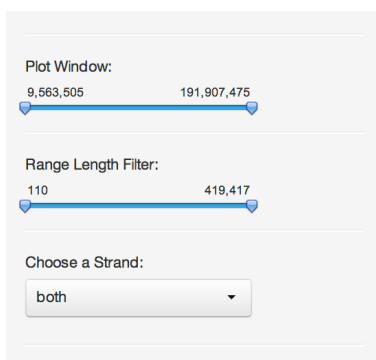 Plot Window:
9,563,505 191,907,475
Range Length Filter:
110 419,417
Choose a Strand:
both